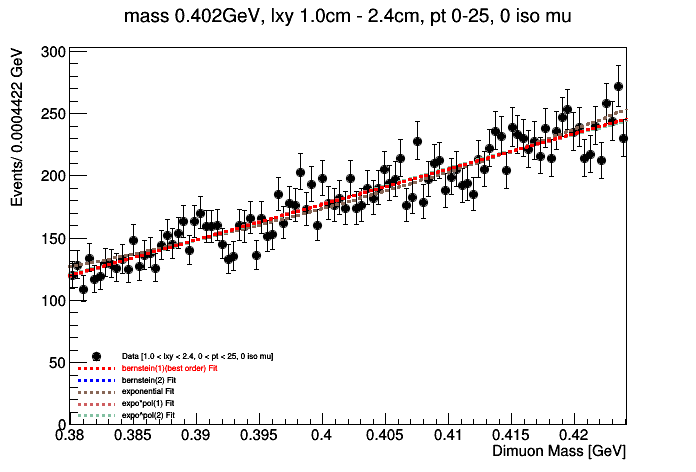 mass 0.402GeV, lxy 1.0cm - 2.4cm, pt 0-25, 0 iso mu
Events/ 0.0004422 GeV
300
250
200
150
100
50
0
Data [1.0 < lxy < 2.4, 0 < pt < 25, 0 iso mu]
bernstein(1)(best order) Fit
bernstein(2) Fit
exponential Fit
expo*pol(1) Fit
expo*pol(2) Fit
0.38 0.385 0.39 0.395 0.4 0.405 0.41 0.415 0.42
Dimuon Mass [GeV]